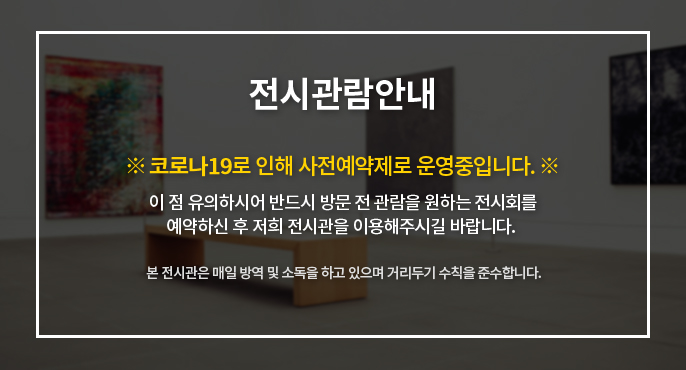 전시관람안내
※ 코로나19로 인해 사전예약제로 운영중입니다. ※
이 점 유의하시어 반드시 방문 전 관람을 원하는 전시회를
예약하신 후 저희 전시관을 이용해주시길 바랍니다.
본 전시관은 매일 방역 및 소독을 하고 있으며 거리두기 수칙을 준수합니다.